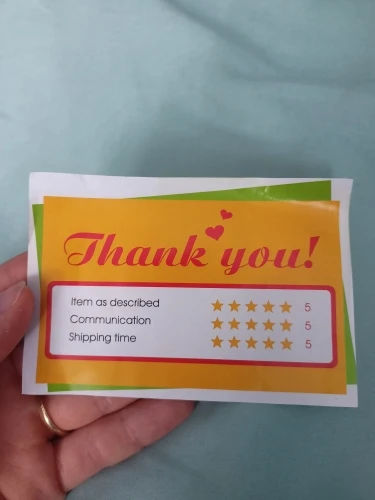 Thank you!
Item as described ★★★★★ 5
Communication ★★★★★ 5
Shipping time ★★★★★ 5